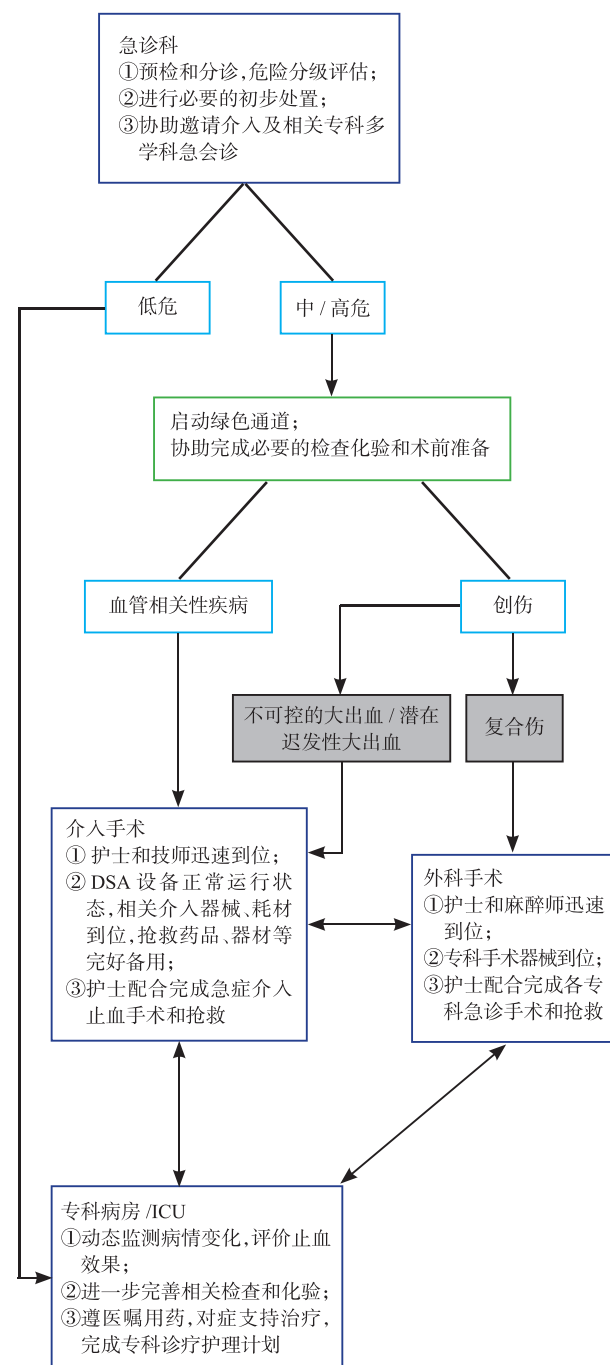 急诊科
①预检和分诊,危险分级评估;
②进行必要的初步处置;
③协助邀请介入及相关专科多
学科急会诊
低危
中 / 高危
启动绿色通道;
协助完成必要的检查化验和术前准备
血管相关性疾病
创伤
不可控的大出血 / 潜在
迟发性大出血
复合伤
介入手术
① 护士和技师迅速到位;
② DSA 设备正常运行状
态,相关介入器械、耗材
到位,抢救药品、器材等
完好备用;
③护士配合完成急症介入
止血手术和抢救
外科手术
①护士和麻醉师迅速
到位;
②专科手术器械到位;
③护士配合完成各专
科急诊手术和抢救
专科病房 /ICU
①动态监测病情变化,评价止血
效果;
②进一步完善相关检查和化验;
③遵医嘱用药,对症支持治疗,
完成专科诊疗护理计划